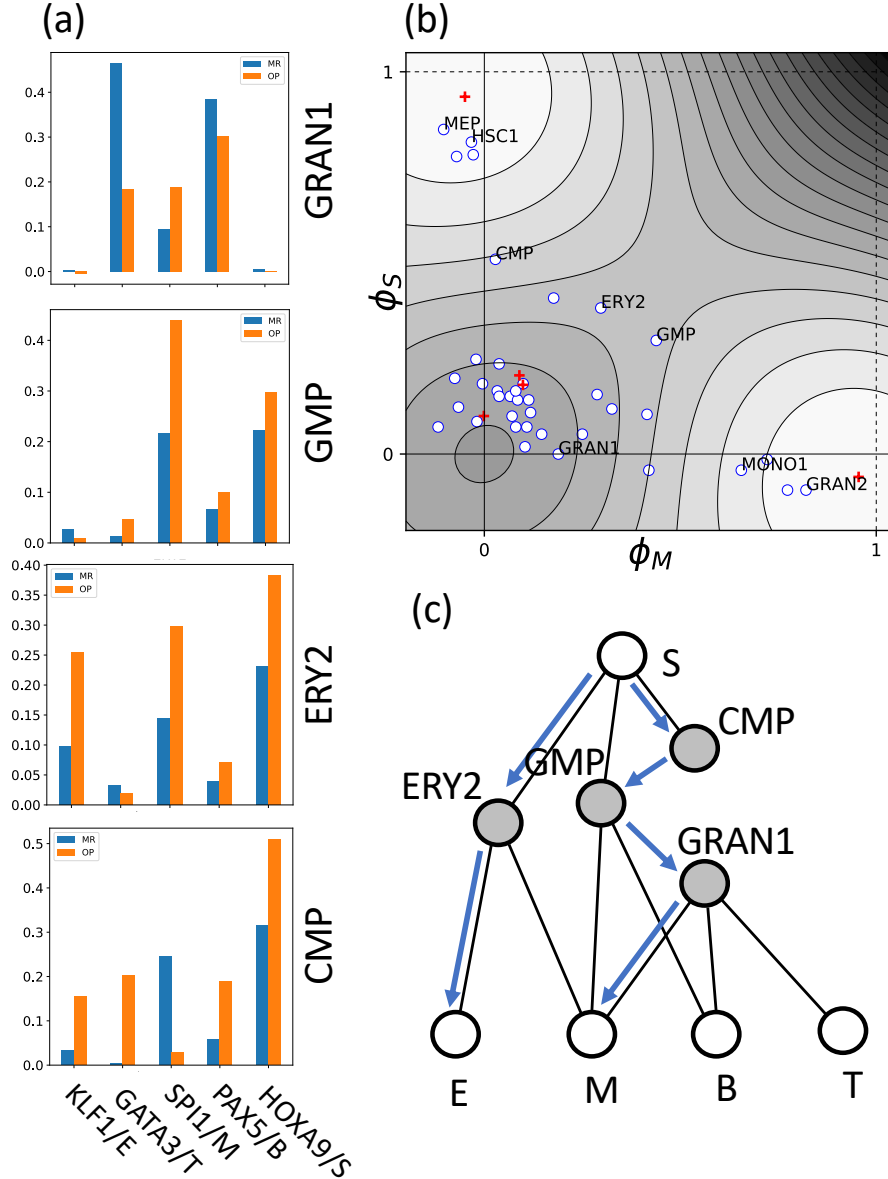 (a)
MR
OP
0.4
0.3
0.2
0.1
0.0
GRAN1
MR
OP
0.4
0.3
0.2
0.1
0.0
GMP
MR
OP
0.40
0.35
0.30
0.25
0.20
0.15
0.10
0.05
0.00
ERY2
MR
OP
0.5
0.4
0.3
0.2
0.1
0.0
CMP
KLF1/E
GATA3/T
SPI1/M
PAX5/B
HOXA9/S
(b)
1
MEP
HSC1
CMP
ϕS
ERY2
GMP
GRAN1
MONO1
GRAN2
0
0
ϕM
1
(c)
S
CMP
GMP
ERY2
GRAN1
E
M
B
T